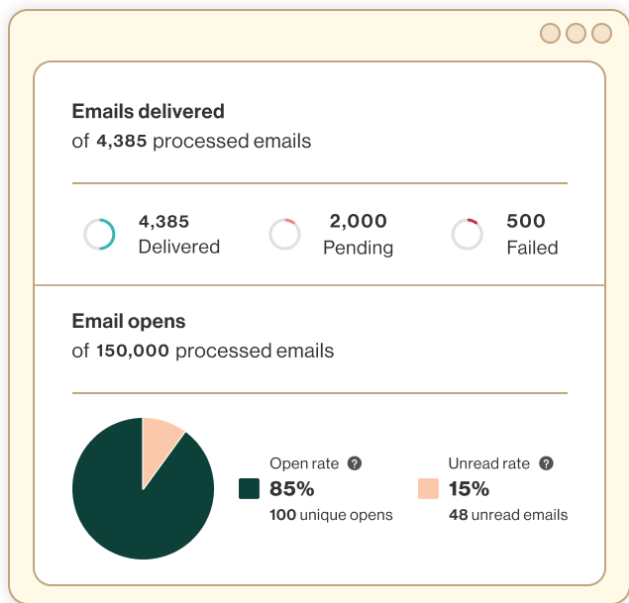 Emails delivered
of 4,385 processed emails
4,385
Delivered
2,000
Pending
500
Failed
Email opens
of 150,000 processed emails
Open rate ?
85%
100 unique opens
Unread rate ?
15%
48 unread emails